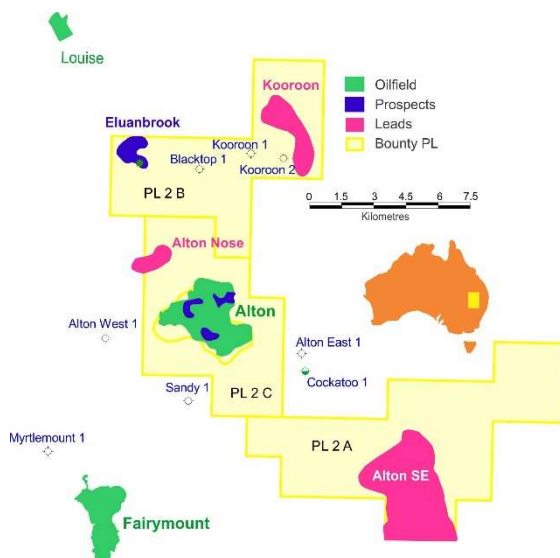 Louise
Kooroon
Oilfield
Prospects
Leads
Bounty PL
Eluanbrook
Kooroon 1
Blacktop 1
Kooroon 2
PL 2 B
0 1.5 3 4.5 6 7.5
Kilometres
Alton Nose
Alton
Alton West 1
Alton East 1
Cockatoo 1
Sandy 1
PL 2 C
Myrtlemount 1
PL 2 A
Alton SE
Fairymount